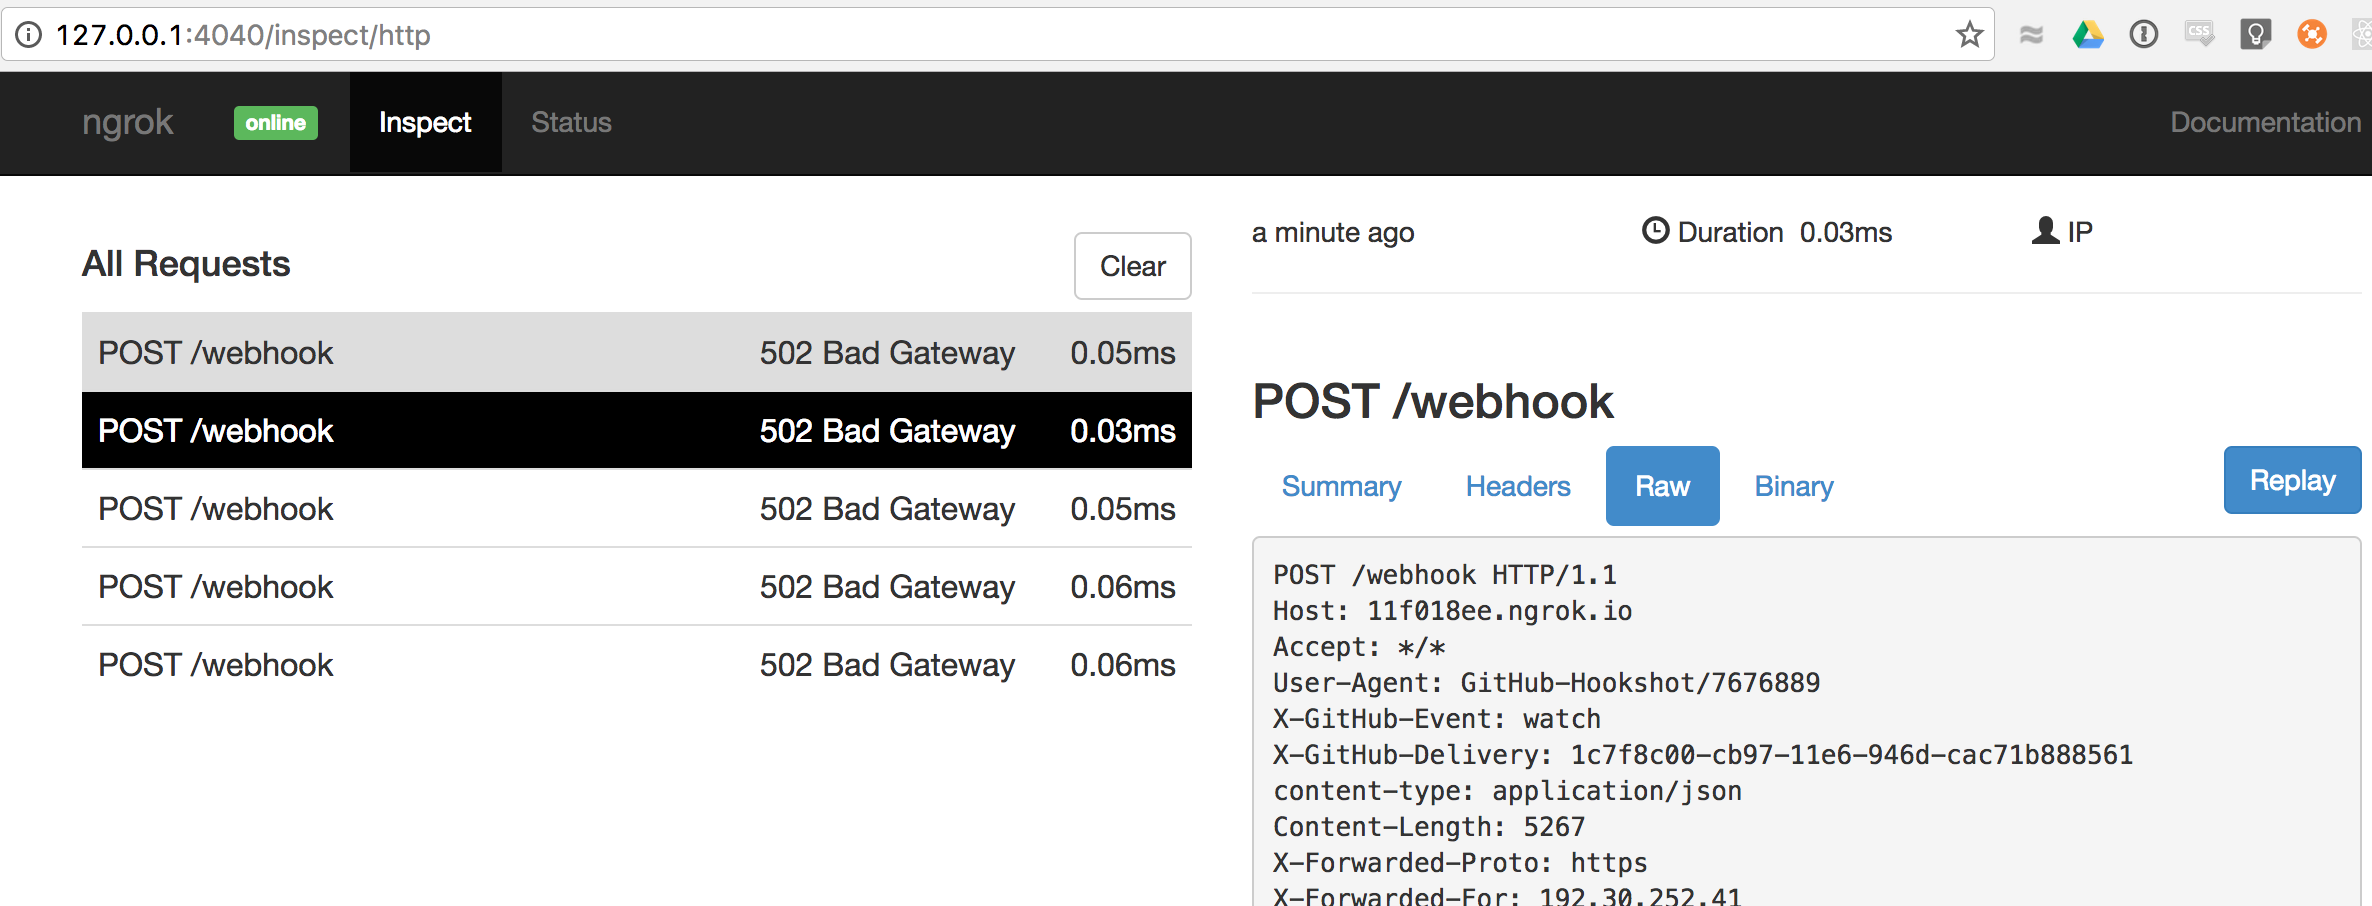 127.0.0.1:4040/inspect/http
CSS
ngrok online Inspect Status Documentation
All Requests
Clear
POST /webhook 502 Bad Gateway 0.05ms
POST /webhook 502 Bad Gateway 0.03ms
POST /webhook 502 Bad Gateway 0.05ms
POST /webhook 502 Bad Gateway 0.06ms
POST /webhook 502 Bad Gateway 0.06ms
a minute ago Duration 0.03ms IP
POST /webhook
Summary Headers Raw Binary Replay
POST /webhook HTTP/1.1
Host: 11f018ee.ngrok.io
Accept: */*
User-Agent: GitHub-Hookshot/7676889
X-GitHub-Event: watch
X-GitHub-Delivery: 1c7f8c00-cb97-11e6-946d-cac71b888561
content-type: application/json
Content-Length: 5267
X-Forwarded-Proto: https
X-Forwarded-For: 192.30.252.41